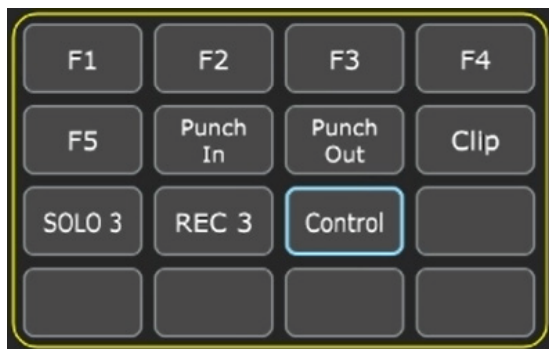 F1 F2 F3 F4
F5 Punch In Punch Out Clip
SOLO 3 REC 3 Control